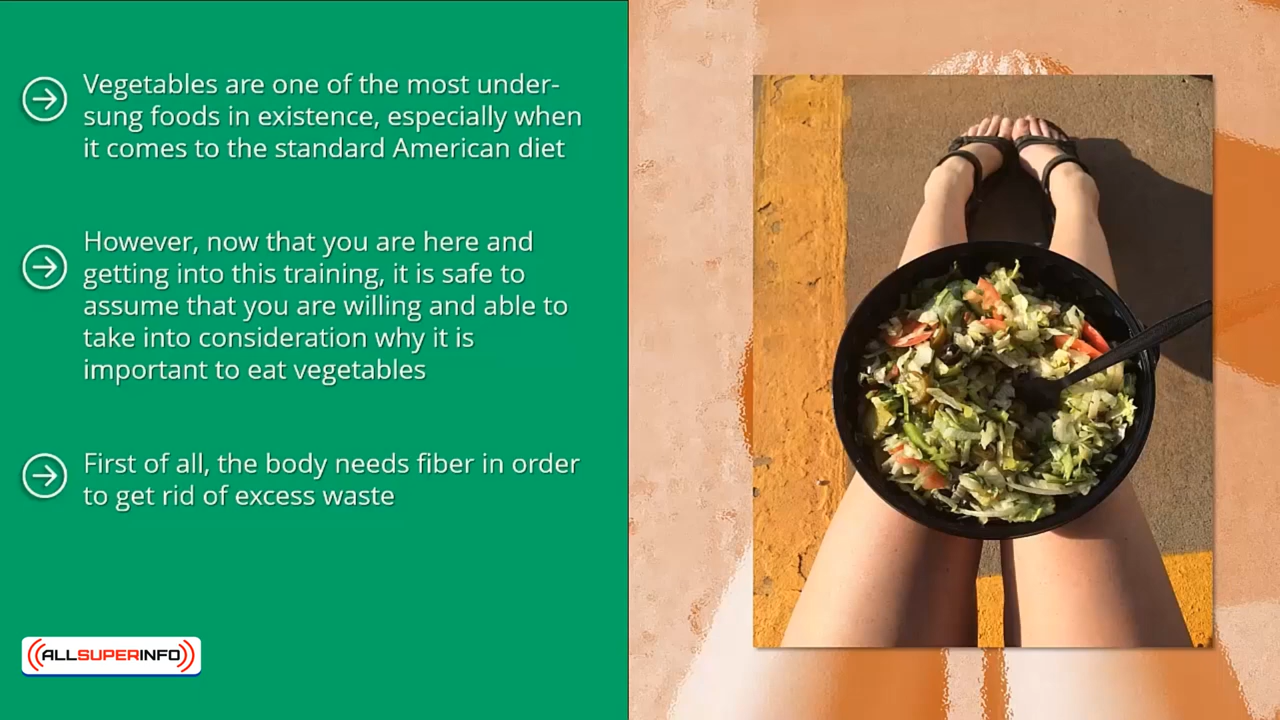 Vegetables are one of the most under-
sung foods in existence, especially when
it comes to the standard American diet
However, now that you are here and
getting into this training, it is safe to
assume that you are willing and able to
take into consideration why it is
important to eat vegetables
First of all, the body needs fiber in order
to get rid of excess waste
ALLSUPERINFO